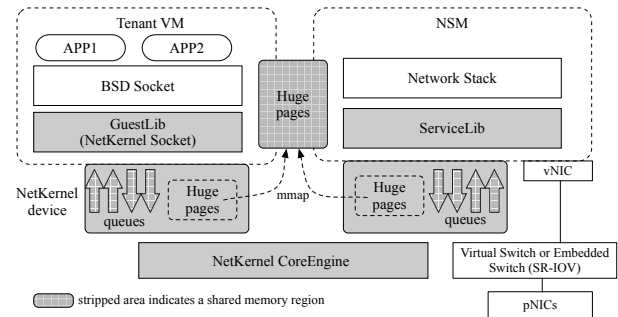 Tenant VM
NSM
APP1
APP2
BSD Socket
Huge
pages
Network Stack
GuestLib
(NetKernel Socket)
ServiceLib
NetKernel
device
queues
Huge
pages
mmap
Huge
pages
queues
vNIC
NetKernel CoreEngine
Virtual Switch or Embedded
Switch (SR-IOV)
stripped area indicates a shared memory region
pNICs